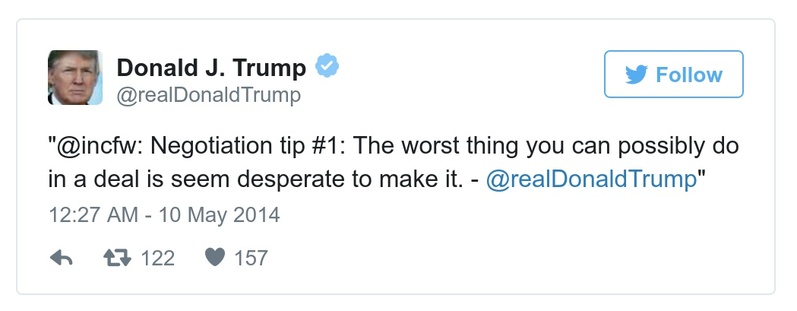 Donald J. Trump
@realDonaldTrump
Follow
"@incfw: Negotiation tip #1: The worst thing you can possibly do
in a deal is seem desperate to make it. - @realDonaldTrump"
12:27 AM - 10 May 2014
122 157